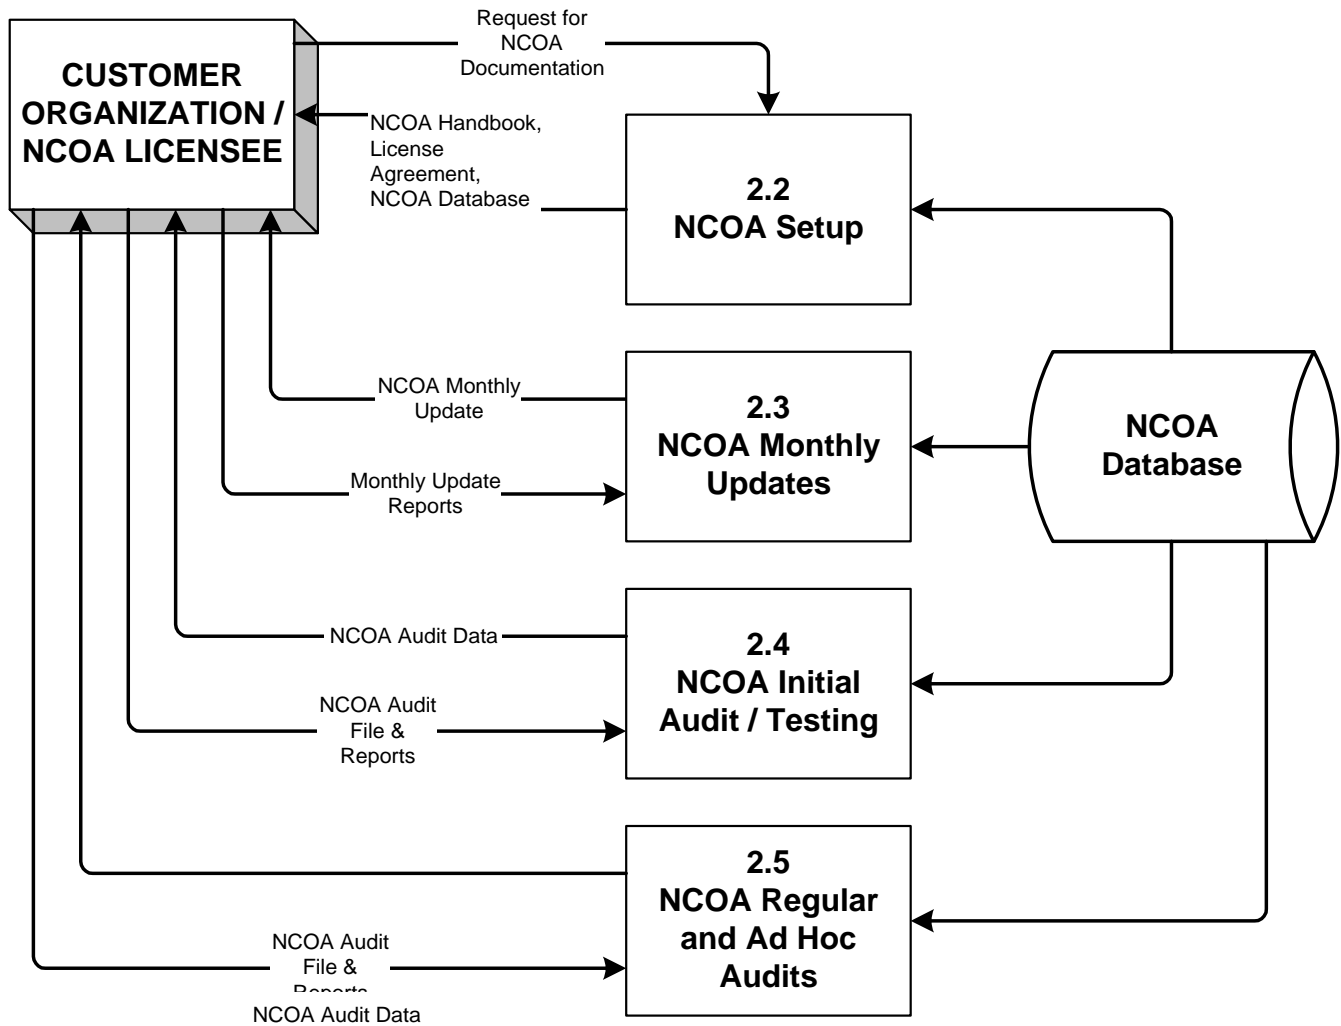 CUSTOMER
ORGANIZATION /
NCOA LICENSEE
Request for
NCOA
Documentation
NCOA Handbook,
License
Agreement,
NCOA Database
2.2
NCOA Setup
NCOA Monthly
Update
Monthly Update
Reports
2.3
NCOA Monthly
Updates
NCOA
Database
NCOA Audit Data
NCOA Audit
File &
Reports
2.4
NCOA Initial
Audit / Testing
2.5
NCOA Regular
and Ad Hoc
Audits
NCOA Audit
File &
Reports
NCOA Audit Data